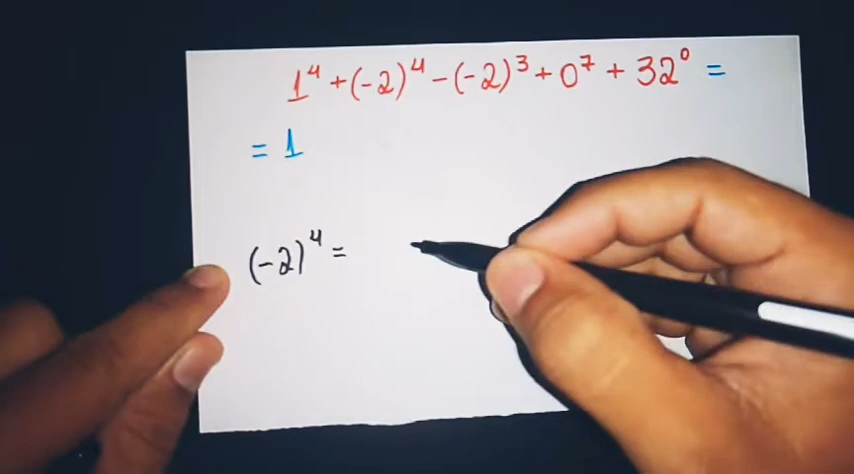 1⁴ + (-2)⁴ - (-2)³ + 0⁷ + 32⁰ =
= 1
(-2)⁴ =